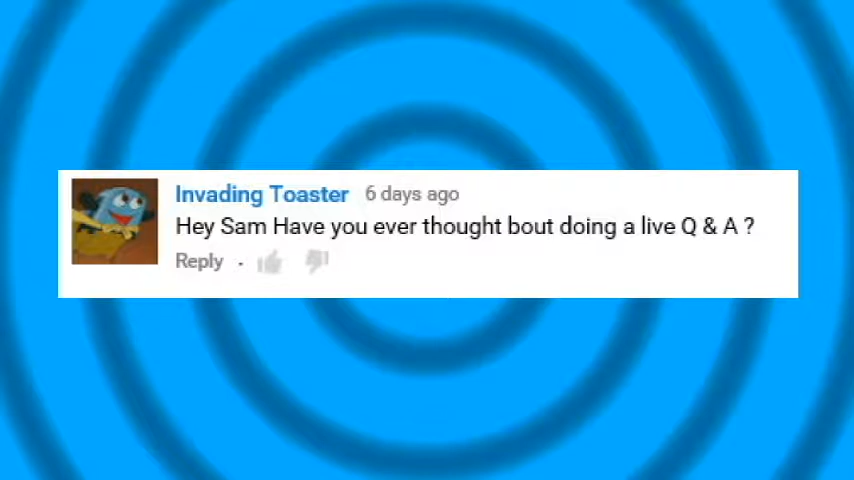 Invading Toaster 6 days ago
Hey Sam Have you ever thought bout doing a live Q & A ?
Reply .